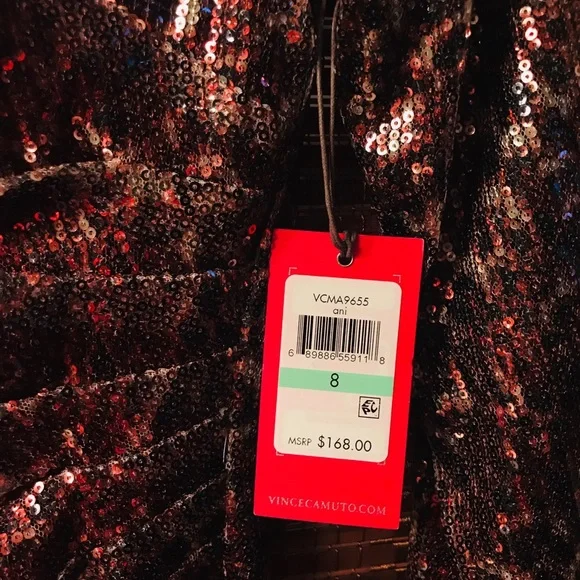 VCMA9655
ani
6 89886 55911 8
8
MSRP $168.00
VINCECAMUTO.COM